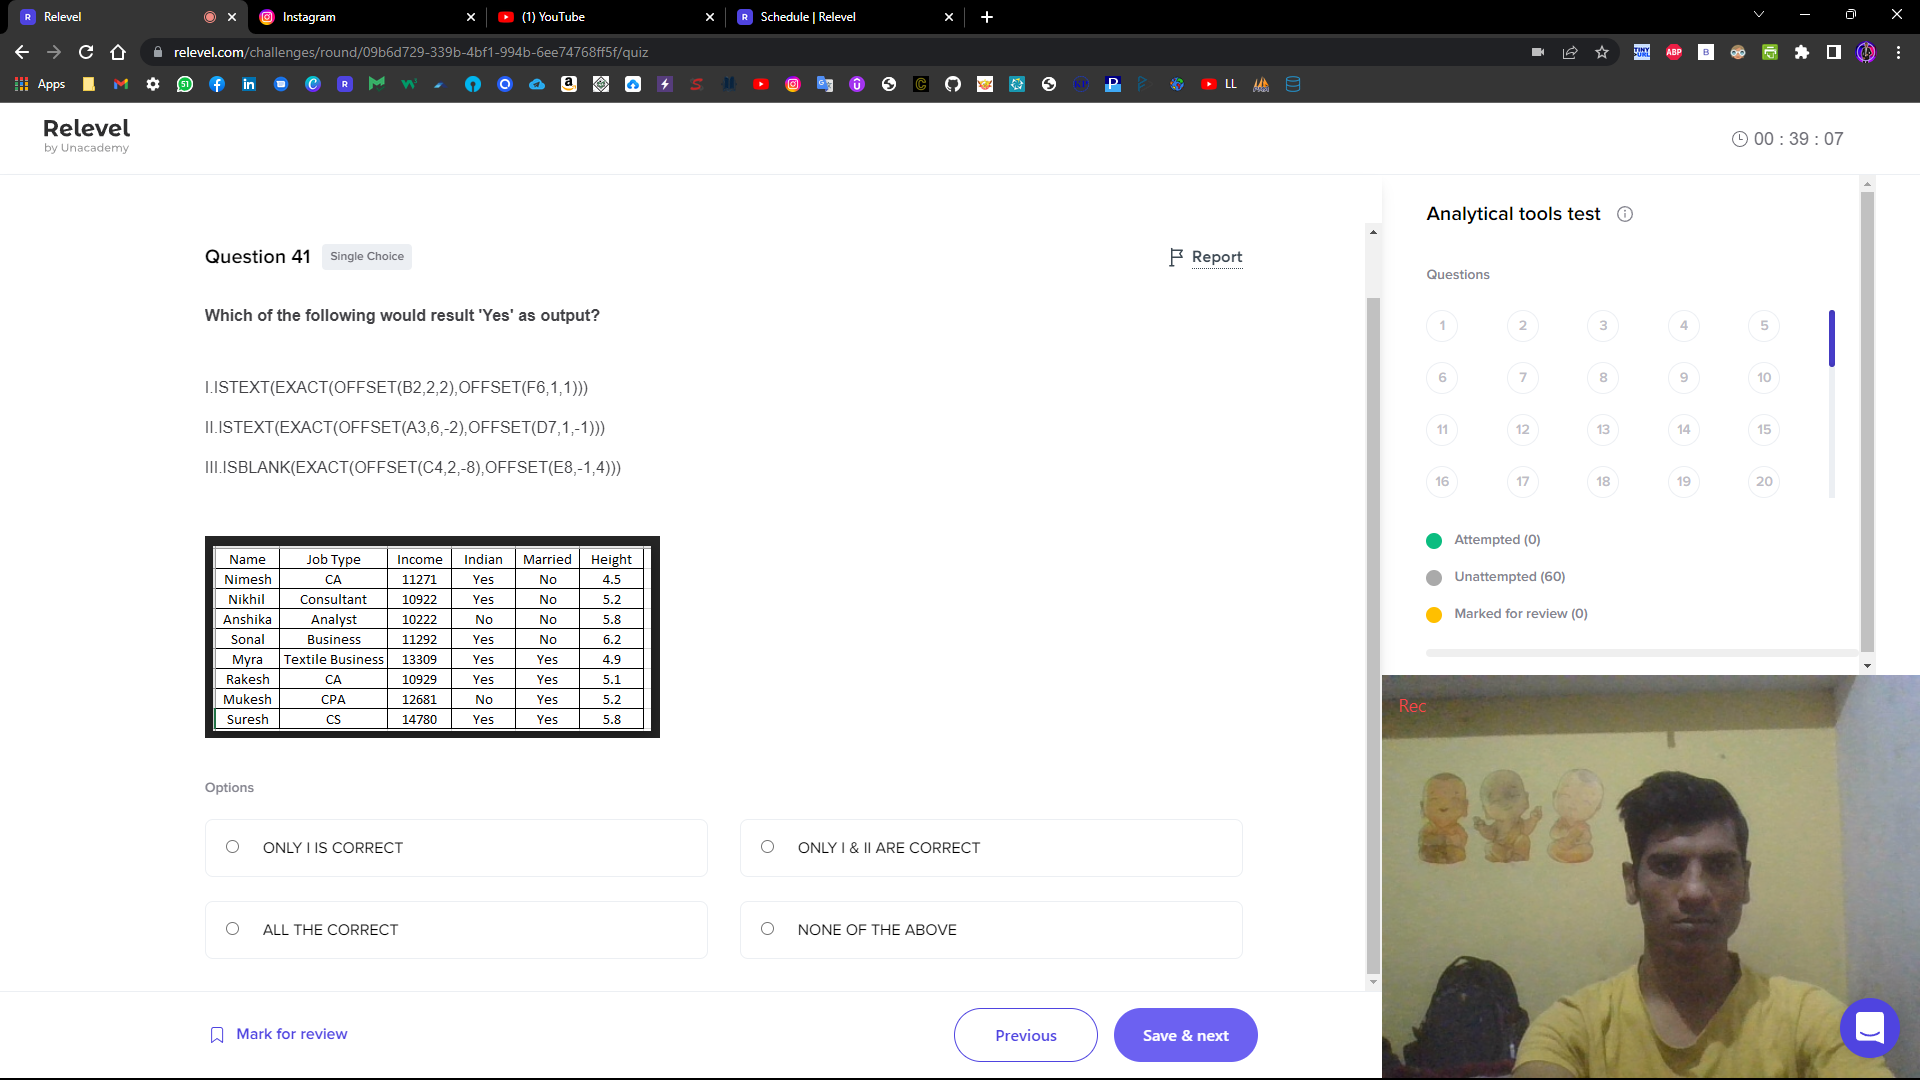 Relevel
Instagram
(1) YouTube
Schedule | Relevel
relevel.com/challenges/round/09b6d729-339b-4bf1-994b-6ee74768ff5f/quiz
Apps
LL
Relevel
by Unacademy
00 : 39 : 07
Question 41
Single Choice
Report
Which of the following would result 'Yes' as output?
I.ISTEXT(EXACT(OFFSET(B2,2,2),OFFSET(F6,1,1)))
II.ISTEXT(EXACT(OFFSET(A3,6,-2),OFFSET(D7,1,-1)))
III.ISBLANK(EXACT(OFFSET(C4,2,-8),OFFSET(E8,-1,4)))
Name Job Type Income Indian Married Height
Nimesh CA 11271 Yes No 4.5
Nikhil Consultant 10922 Yes No 5.2
Anshika Analyst 10222 No No 5.8
Sonal Business 11292 Yes No 6.2
Myra Textile Business 13309 Yes Yes 4.9
Rakesh CA 10929 Yes Yes 5.1
Mukesh CPA 12681 No Yes 5.2
Suresh CS 14780 Yes Yes 5.8
Options
ONLY I IS CORRECT
ONLY I & II ARE CORRECT
ALL THE CORRECT
NONE OF THE ABOVE
Mark for review
Previous
Save & next
Analytical tools test
Questions
1 2 3 4 5
6 7 8 9 10
11 12 13 14 15
16 17 18 19 20
Attempted (0)
Unattempted (60)
Marked for review (0)
Rec